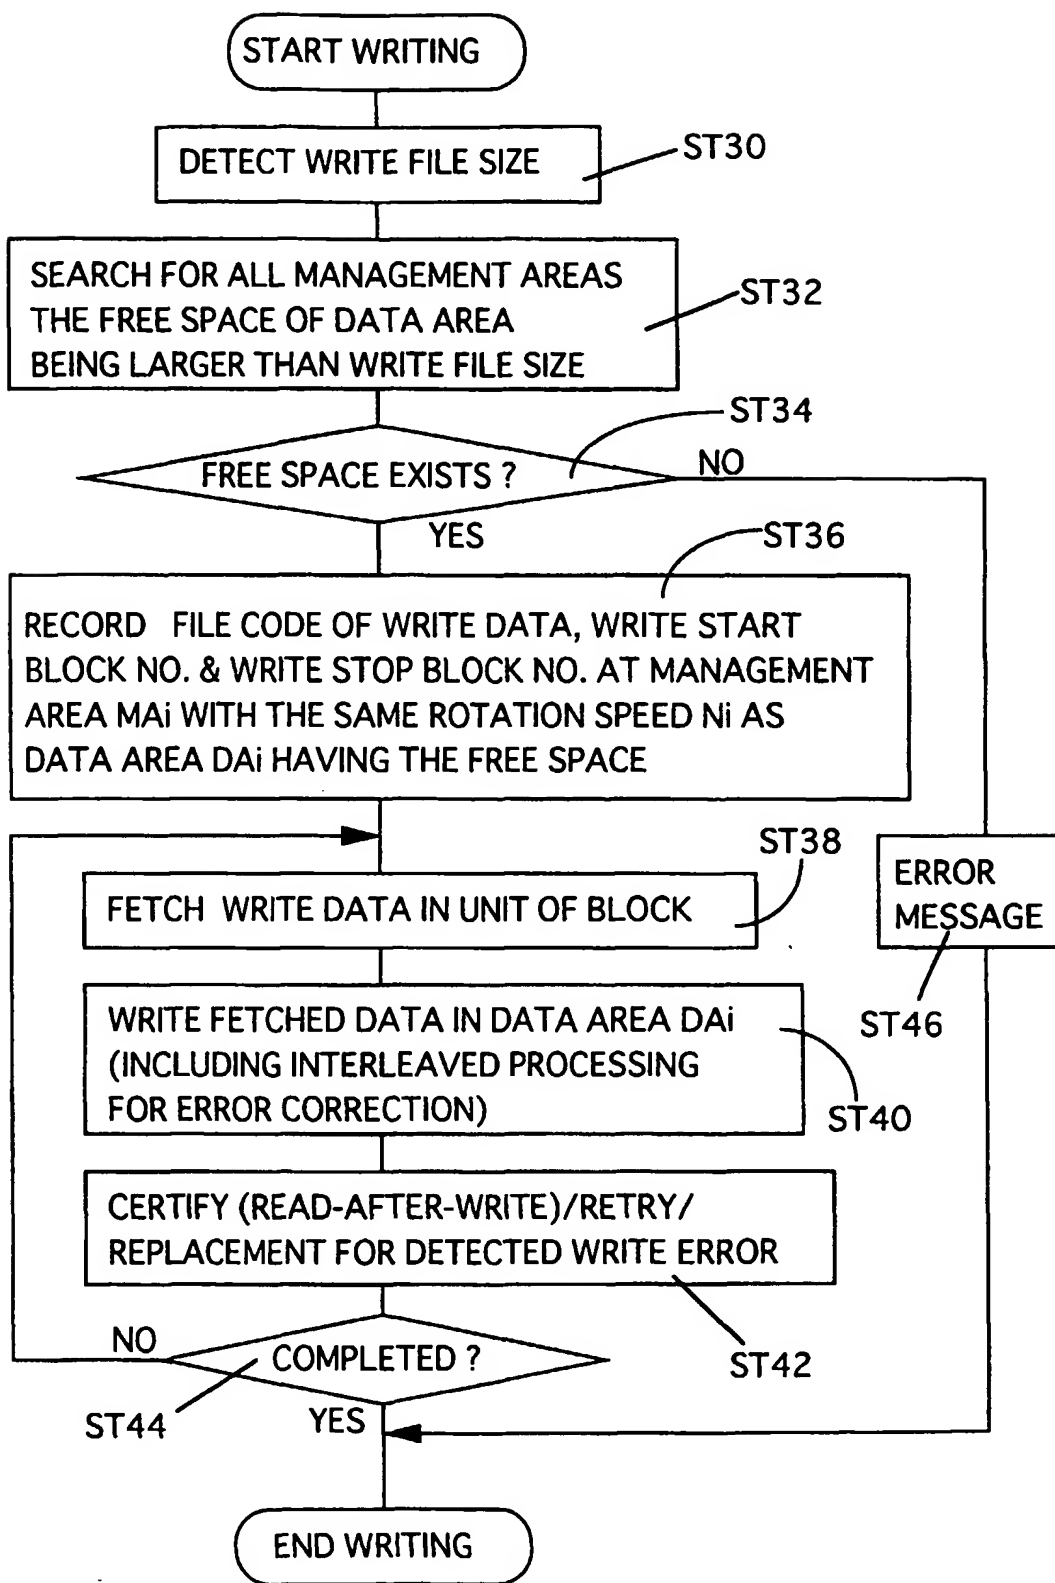 START WRITING
DETECT WRITE FILE SIZE
ST30
SEARCH FOR ALL MANAGEMENT AREAS
THE FREE SPACE OF DATA AREA
BEING LARGER THAN WRITE FILE SIZE
ST32
ST34
FREE SPACE EXISTS ?
NO
YES
ST36
RECORD FILE CODE OF WRITE DATA, WRITE START
BLOCK NO. & WRITE STOP BLOCK NO. AT MANAGEMENT
AREA MAi WITH THE SAME ROTATION SPEED Ni AS
DATA AREA DAi HAVING THE FREE SPACE
ST38
FETCH WRITE DATA IN UNIT OF BLOCK
ERROR
MESSAGE
ST46
WRITE FETCHED DATA IN DATA AREA DAi
(INCLUDING INTERLEAVED PROCESSING
FOR ERROR CORRECTION)
ST40
CERTIFY (READ-AFTER-WRITE)/RETRY/
REPLACEMENT FOR DETECTED WRITE ERROR
ST42
NO
COMPLETED ?
ST44
YES
END WRITING